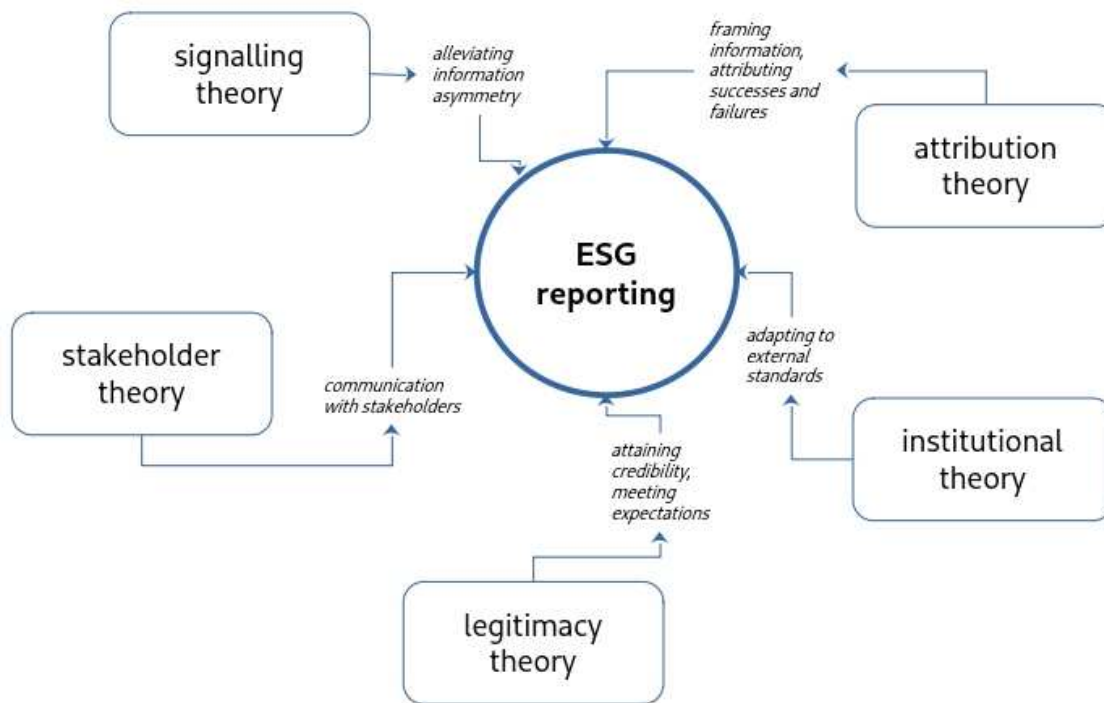 signalling
theory
alleviating
information
asymmetry
framing
information,
attributing
successes and
failures
attribution
theory
ESG
reporting
stakeholder
theory
communication
with stakeholders
adapting to
external
standards
institutional
theory
attaining
credibility,
meeting
expectations
legitimacy
theory